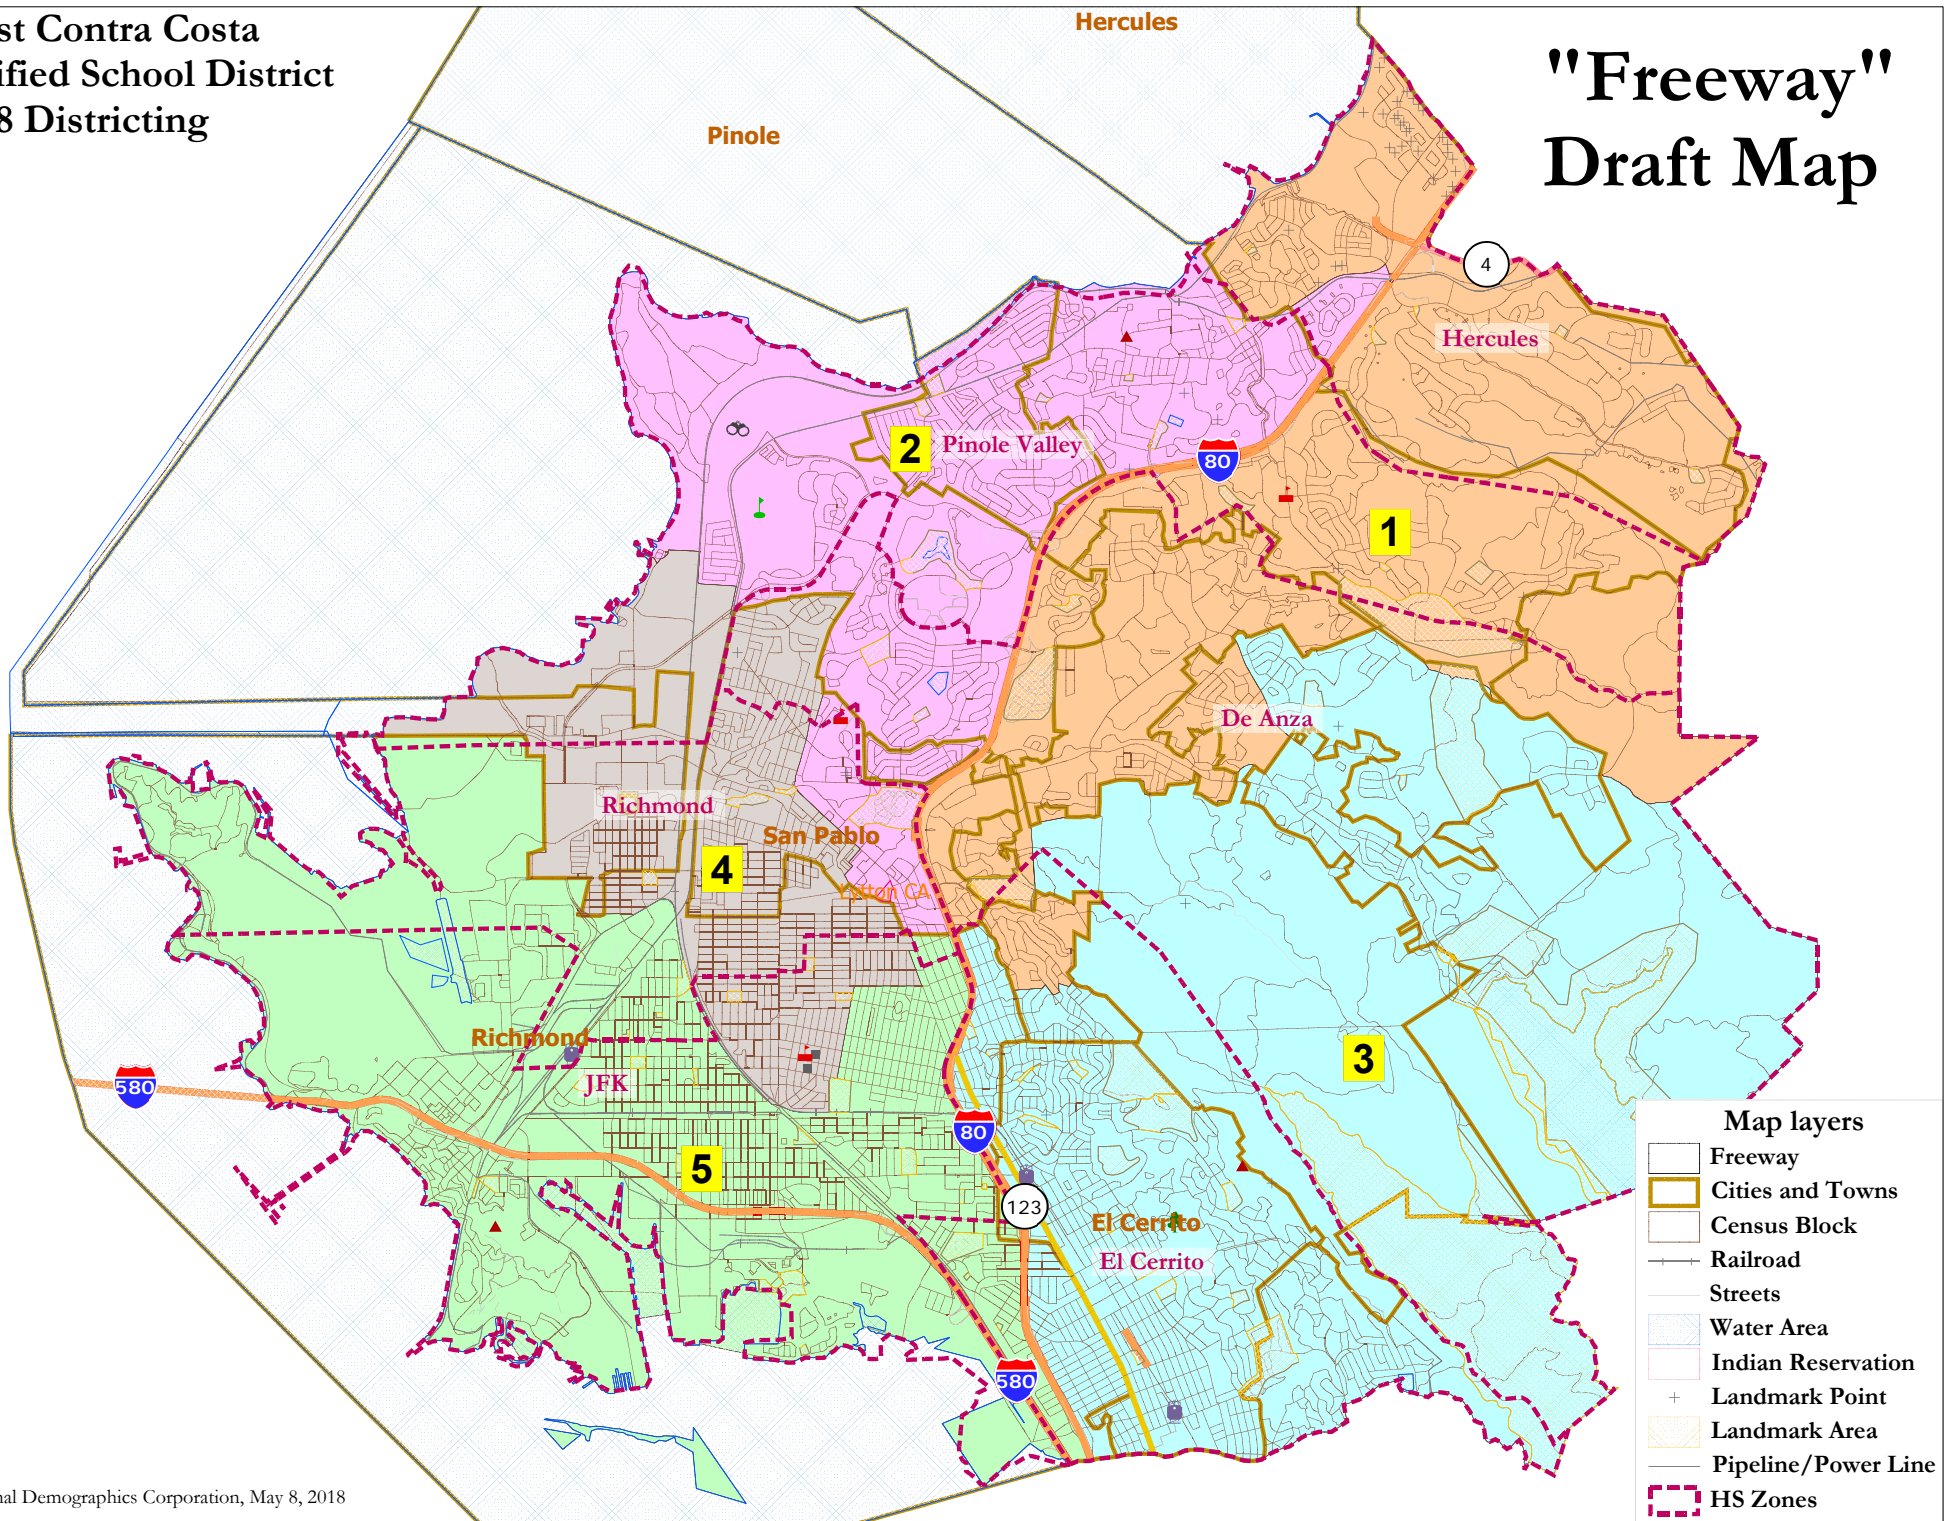 st Contra Costa
ified School District
8 Districting
"Freeway"
Draft Map
Hercules
Pinole
4
Hercules
2
Pinole Valley
80
1
De Anza
Richmond
San Pablo
4
Lytton CA
Richmond
JFK
580
3
80
5
123
El Cerrito
El Cerrito
580
Map layers
Freeway
Cities and Towns
Census Block
Railroad
Streets
Water Area
Indian Reservation
Landmark Point
Landmark Area
Pipeline/Power Line
HS Zones
nal Demographics Corporation, May 8, 2018